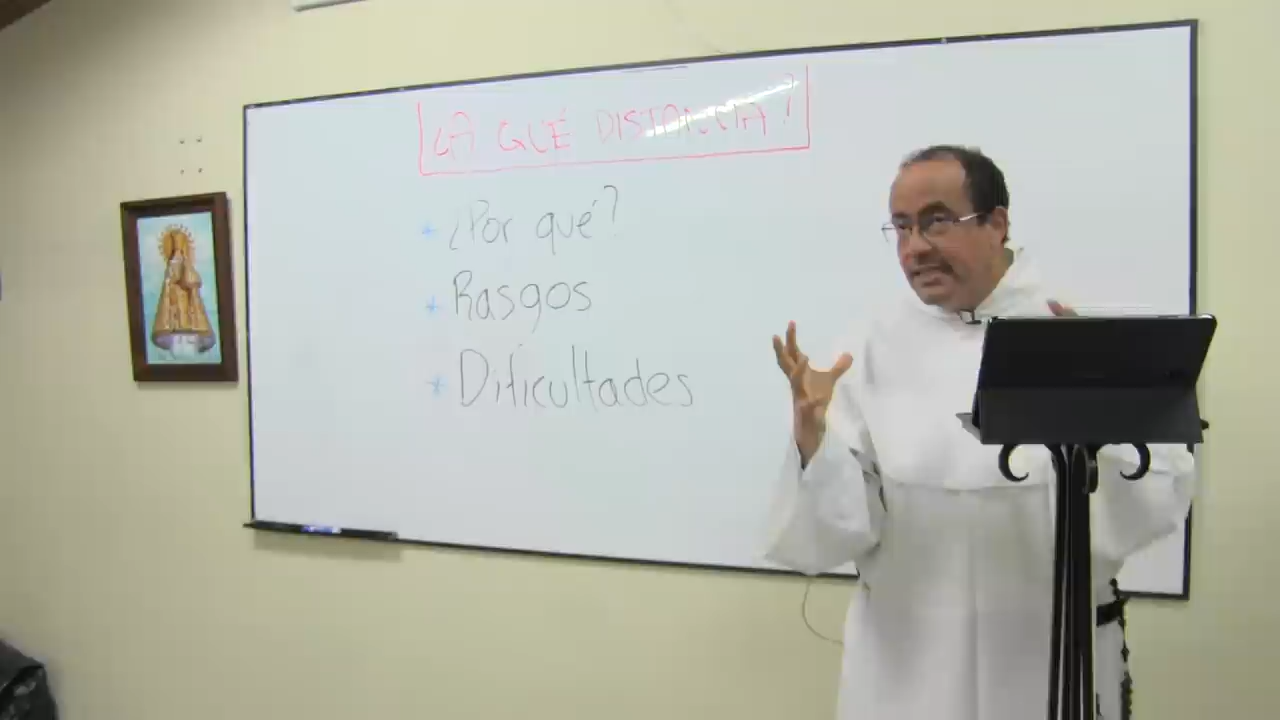 ¿A QUÉ DISTANCIA?
* ¿Por qué?
* Rasgos
* Dificultades